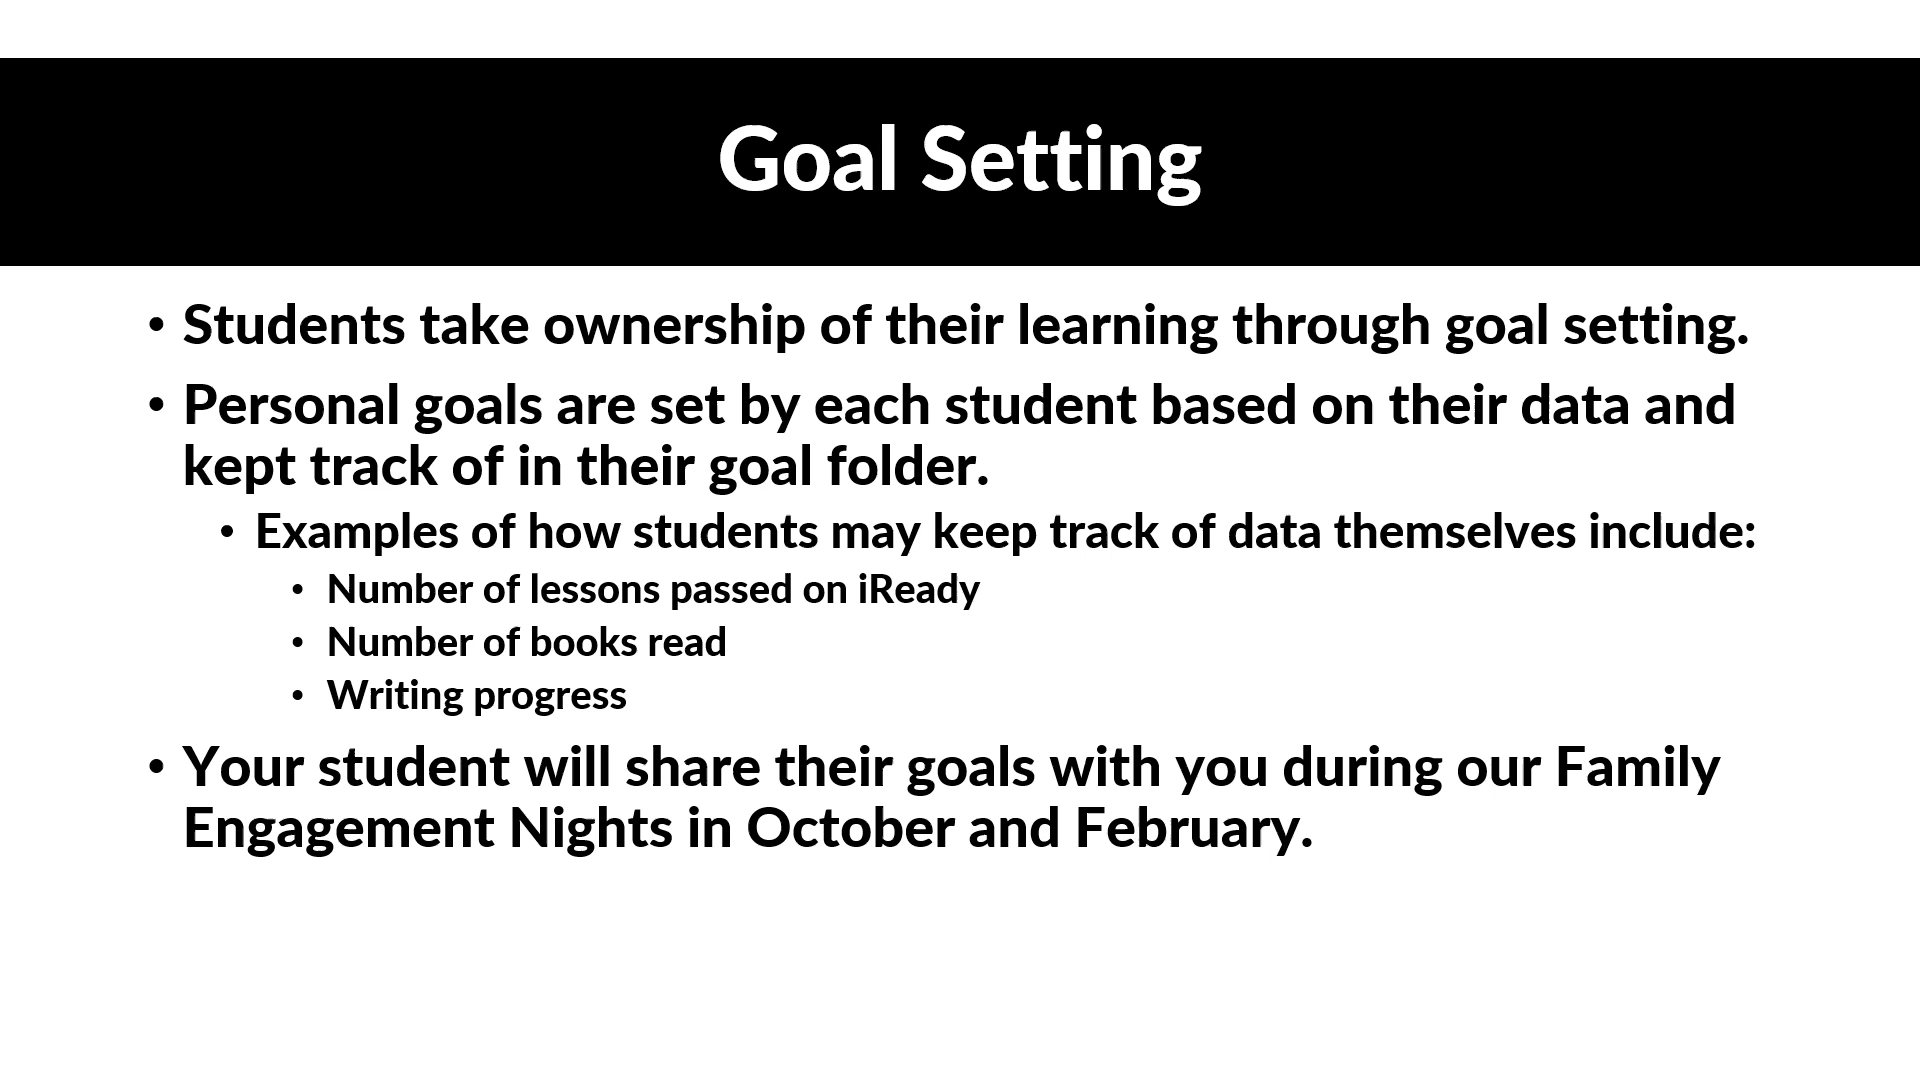 Goal Setting
• Students take ownership of their learning through goal setting.
• Personal goals are set by each student based on their data and
kept track of in their goal folder.
• Examples of how students may keep track of data themselves include:
• Number of lessons passed on iReady
• Number of books read
• Writing progress
• Your student will share their goals with you during our Family
Engagement Nights in October and February.